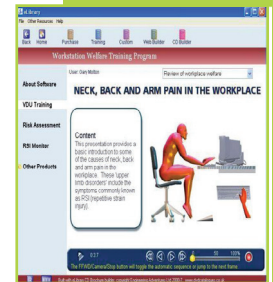 eLibrary
File Other Resources Help
Back Home Purchase Training Custom Web Builder CD Builder
Workstation Welfare Training Program
User: Gary Motton
Review of workplace welfare
About Software
VDU Training
Risk Assessment
RSI Monitor
Other Products
NECK, BACK AND ARM PAIN IN THE WORKPLACE
Content
This presentation provides a
basic introduction to some
of the causes of neck, back
and arm pain in the
workplace. These 'upper
limb disorders' include the
symptoms commonly known
as RSI (repetitive strain
injury).
0:17
50 100%
The FFWD/Camera/Stop button will toggle the automatic sequence or jump to the next frame